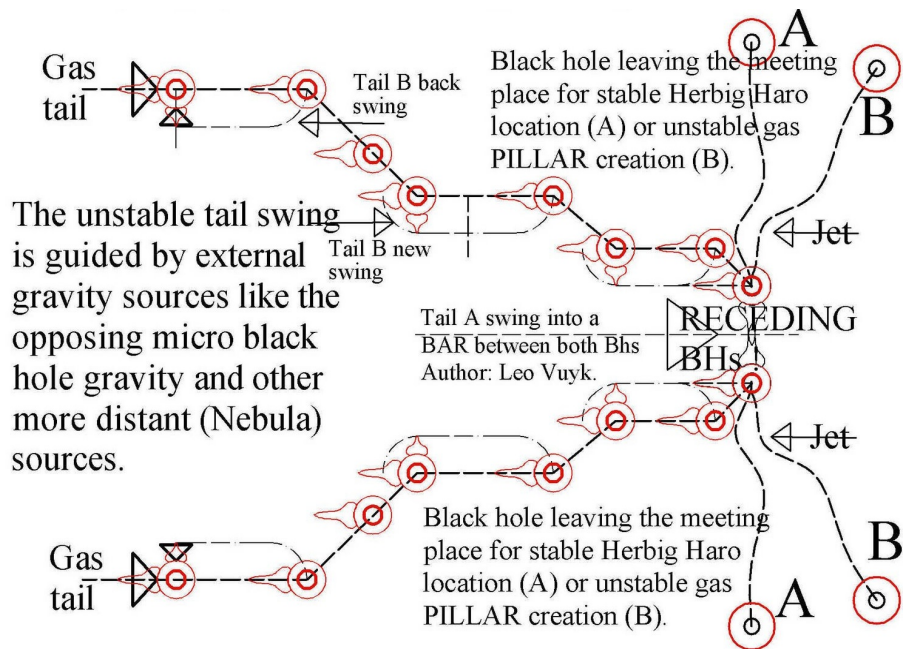 A
B
Gas
tail
Tail B back
swing
Black hole leaving the meeting
place for stable Herbig Haro
location (A) or unstable gas
PILLAR creation (B).
The unstable tail swing
is guided by external
gravity sources like the
opposing micro black
hole gravity and other
more distant (Nebula)
sources.
Tail B new
swing
Jet
Tail A swing into a
BAR between both Bhs
Author: Leo Vuyk.
RECEDING
BHs.
Jet
Black hole leaving the meeting
place for stable Herbig Haro
location (A) or unstable gas
PILLAR creation (B).
Gas
tail
B
A